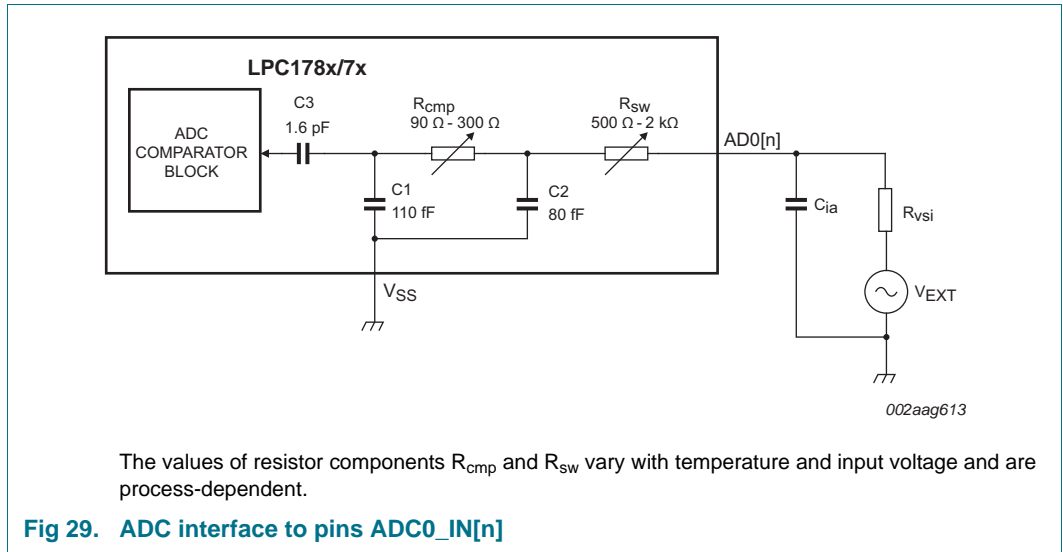 LPC178x/7x
ADC
COMPARATOR
BLOCK
C3
1.6 pF
Rcmp
90 Ω - 300 Ω
Rsw
500 Ω - 2 kΩ
AD0[n]
C1
110 fF
C2
80 fF
Cia
Rvsi
VSS
VEXT
002aag613
The values of resistor components Rcmp and Rsw vary with temperature and input voltage and are
process-dependent.
Fig 29. ADC interface to pins ADC0_IN[n]